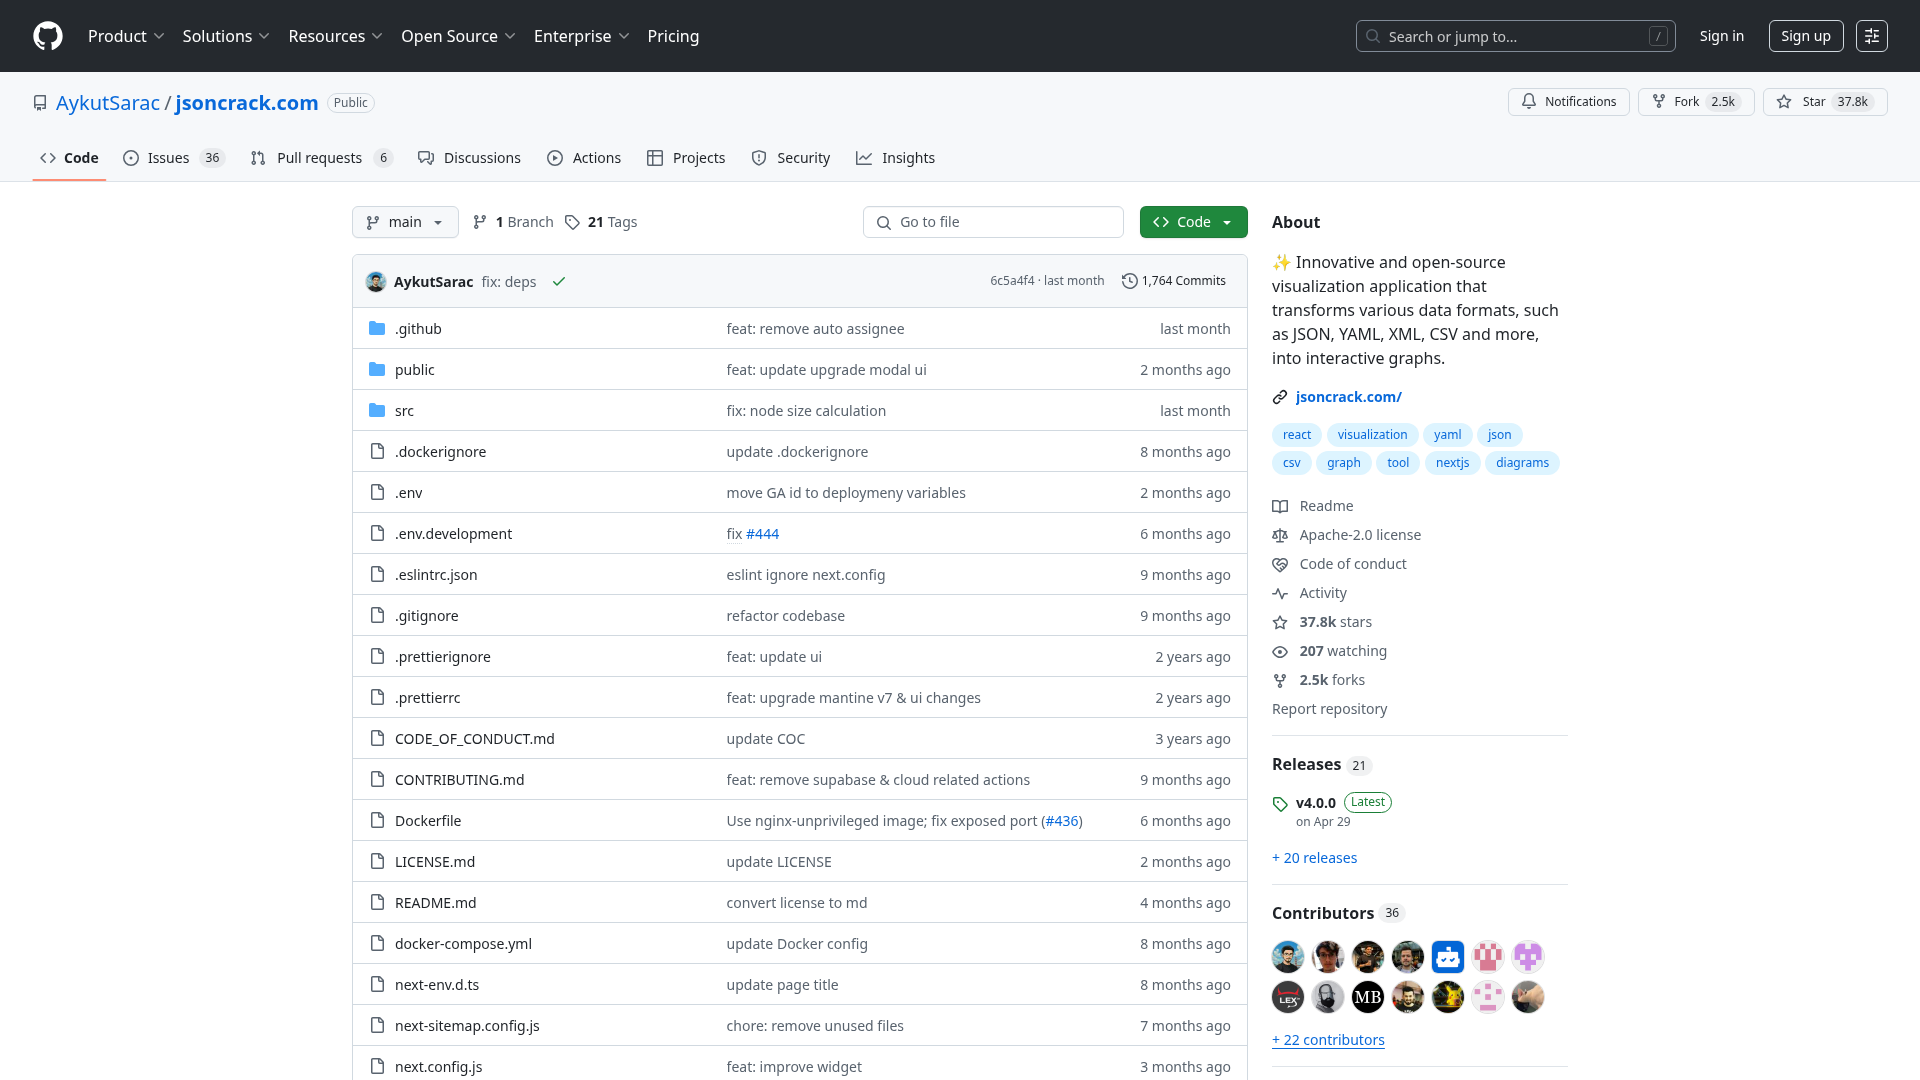 Product
Solutions
Resources
Open Source
Enterprise
Pricing
Search or jump to...
/
Sign in
Sign up
AykutSarac / jsoncrack.com Public
Notifications
Fork 2.5k
Star 37.8k
Code
Issues 36
Pull requests 6
Discussions
Actions
Projects
Security
Insights
main
1 Branch
21 Tags
Go to file
Code
AykutSarac fix: deps
6c5a4f4 · last month
1,764 Commits
.github feat: remove auto assignee last month
public feat: update upgrade modal ui 2 months ago
src fix: node size calculation last month
.dockerignore update .dockerignore 8 months ago
.env move GA id to deploymeny variables 2 months ago
.env.development fix #444 6 months ago
.eslintrc.json eslint ignore next.config 9 months ago
.gitignore refactor codebase 9 months ago
.prettierignore feat: update ui 2 years ago
.prettierrc feat: upgrade mantine v7 & ui changes 2 years ago
CODE_OF_CONDUCT.md update COC 3 years ago
CONTRIBUTING.md feat: remove supabase & cloud related actions 9 months ago
Dockerfile Use nginx-unprivileged image; fix exposed port (#436) 6 months ago
LICENSE.md update LICENSE 2 months ago
README.md convert license to md 4 months ago
docker-compose.yml update Docker config 8 months ago
next-env.d.ts update page title 8 months ago
next-sitemap.config.js chore: remove unused files 7 months ago
next.config.js feat: improve widget 3 months ago
About
✨ Innovative and open-source
visualization application that
transforms various data formats, such
as JSON, YAML, XML, CSV and more,
into interactive graphs.
jsoncrack.com/
react visualization yaml json
csv graph tool nextjs diagrams
Readme
Apache-2.0 license
Code of conduct
Activity
37.8k stars
207 watching
2.5k forks
Report repository
Releases 21
v4.0.0 Latest
on Apr 29
+ 20 releases
Contributors 36
LEX
MB
+ 22 contributors